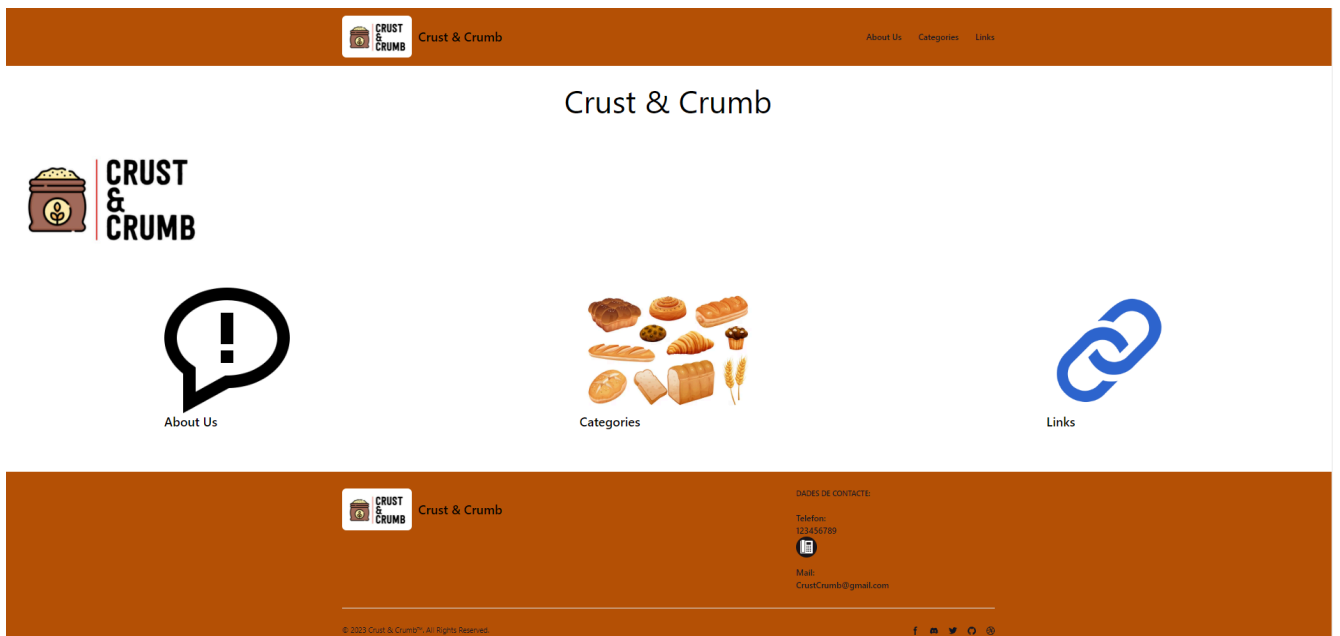 CRUST
&
CRUMB
Crust & Crumb
About Us Categories Links
Crust & Crumb
CRUST
&
CRUMB
About Us
Categories
Links
CRUST
&
CRUMB
Crust & Crumb
DADES DE CONTACTE:
Telefon:
123456789
Mail:
CrustCrumb@gmail.com
© 2023 Crust & Crumb™. All Rights Reserved.